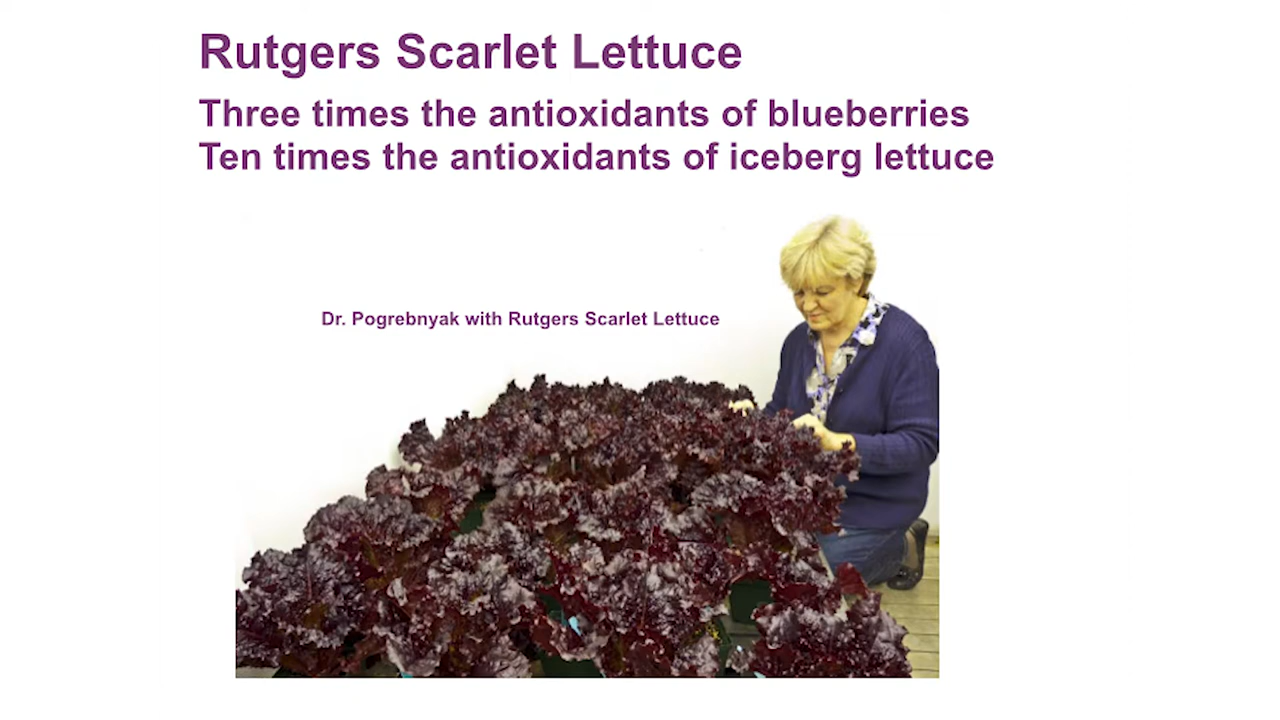 Rutgers Scarlet Lettuce
Three times the antioxidants of blueberries
Ten times the antioxidants of iceberg lettuce
Dr. Pogrebnyak with Rutgers Scarlet Lettuce